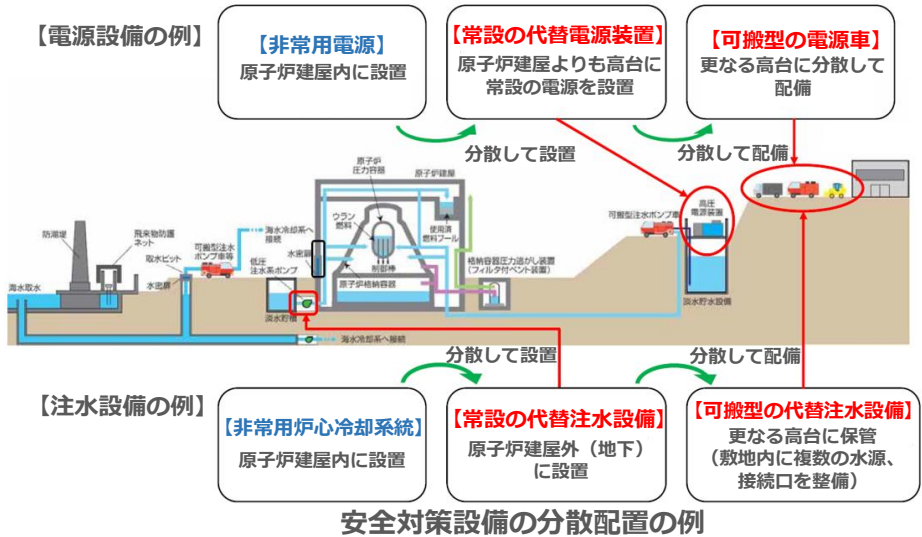 【電源設備の例】
【非常用電源】
原子炉建屋内に設置
【常設の代替電源装置】
原子炉建屋よりも高台に
常設の電源を設置
【可搬型の電源車】
更なる高台に分散して
配備
分散して設置
分散して配備
原子炉
圧力容器
原子炉建屋
ウラン
燃料
使用済
燃料プール
制御棒
原子炉格納容器
水密扉
海水冷却系へ
接続
低圧
注水系ポンプ
可搬型注水
ポンプ車等
飛来物防護
ネット
防潮堤
取水ピット
水密扉
海水取水
淡水貯槽
海水冷却系へ接続
格納容器圧力逃がし装置
(フィルタ付ベント装置)
可搬型注水ポンプ車
高圧
電源装置
淡水貯水設備
分散して設置
分散して配備
【注水設備の例】
【非常用炉心冷却系統】
原子炉建屋内に設置
【常設の代替注水設備】
原子炉建屋外（地下）
に設置
【可搬型の代替注水設備】
更なる高台に保管
（敷地内に複数の水源、
接続口を整備）
安全対策設備の分散配置の例